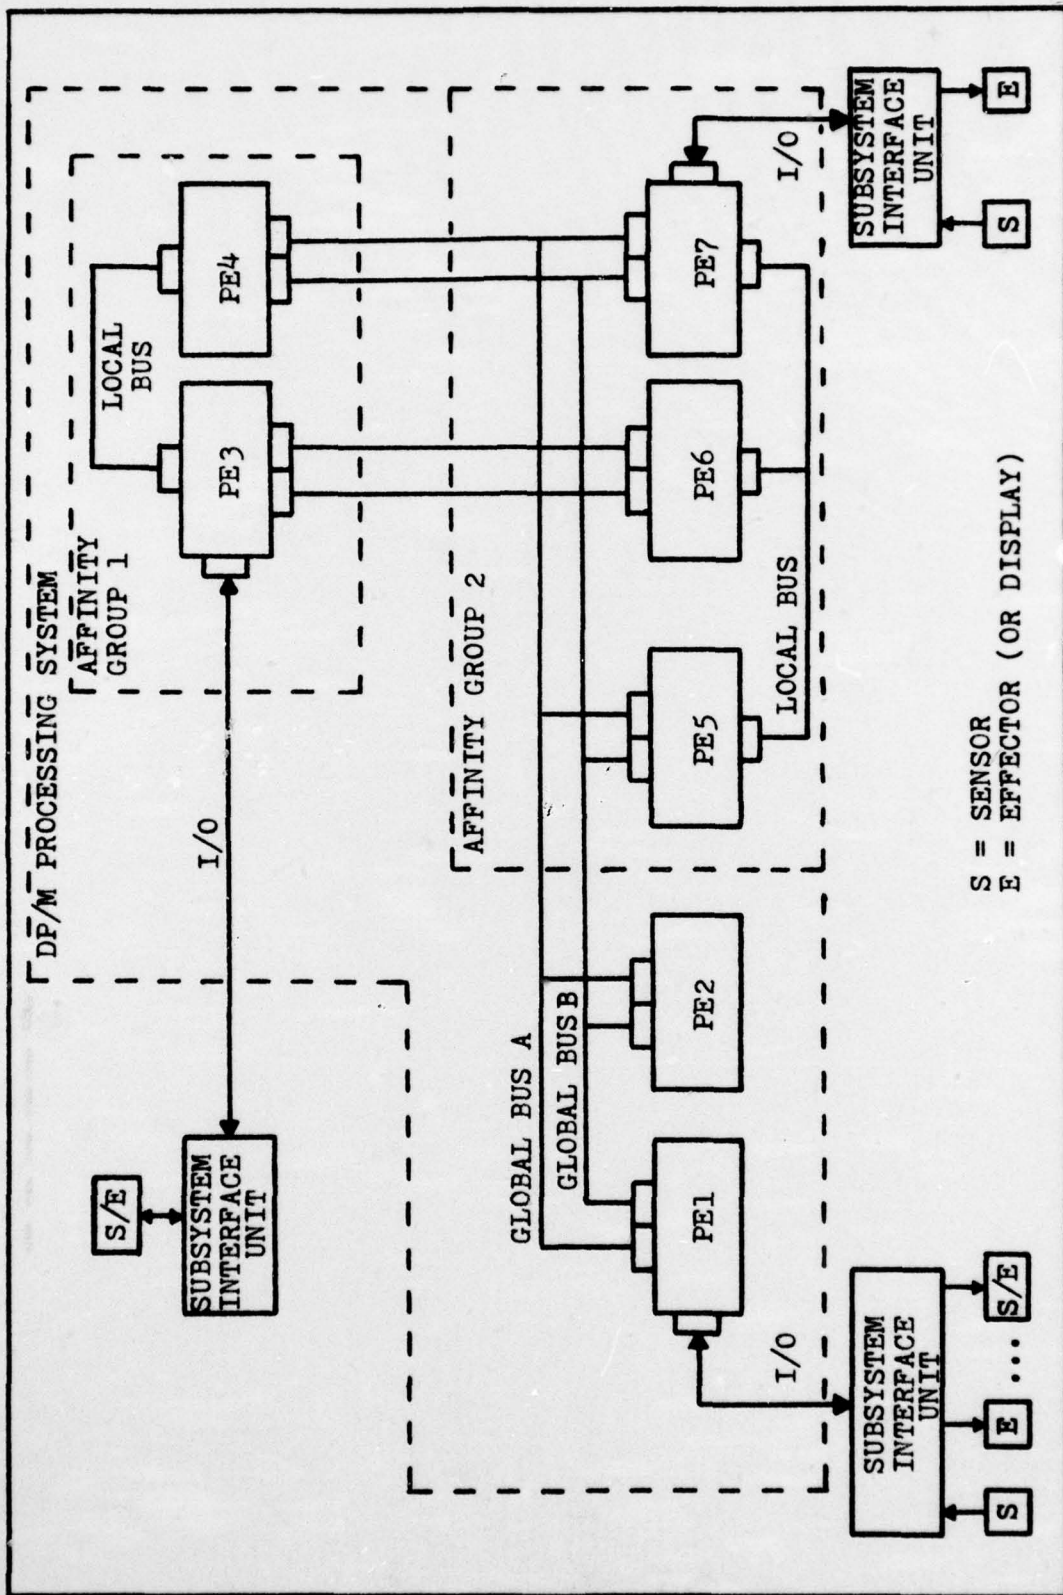 DP/M PROCESSING SYSTEM
AFFINITY
GROUP 1
LOCAL
BUS
S/E
SUBSYSTEM
INTERFACE
UNIT
I/O
PE3
PE4
AFFINITY GROUP 2
GLOBAL BUS A
GLOBAL BUS B
PE1
PE2
PE5
PE6
PE7
LOCAL BUS
I/O
I/O
SUBSYSTEM
INTERFACE
UNIT
S
E
...
S/E
SUBSYSTEM
INTERFACE
UNIT
S
E
S = SENSOR
E = EFFECTOR (OR DISPLAY)